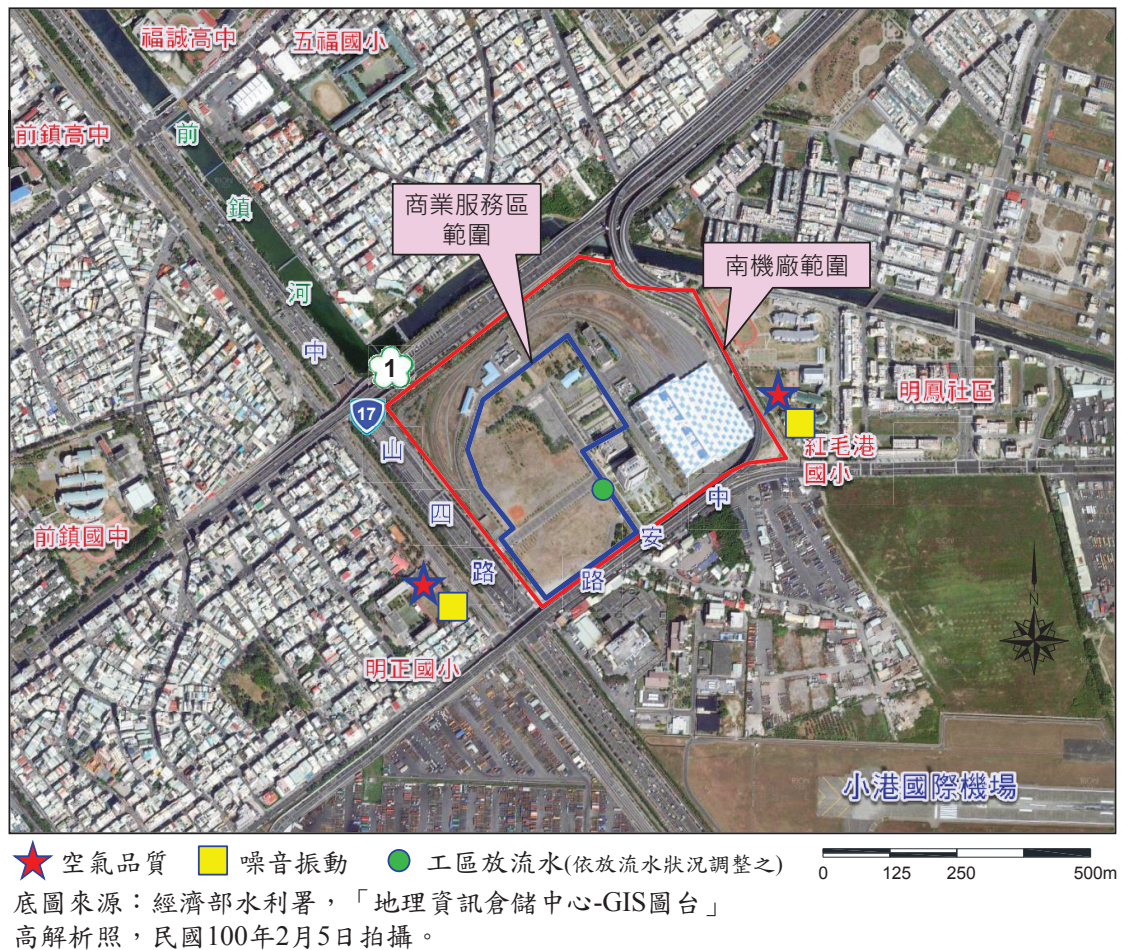 福誠高中
五福國小
前鎮高中
前
鎮
河
商業服務區
範圍
南機廠範圍
中
山
四
路
1
17
明鳳社區
紅毛港
國小
中
安
路
前鎮國中
明正國小
N
小港國際機場
空氣品質
噪音振動
工區放流水(依放流水狀況調整之)
0 125 250 500m
底圖來源：經濟部水利署，「地理資訊倉儲中心-GIS圖台」
高解析照，民國100年2月5日拍攝。